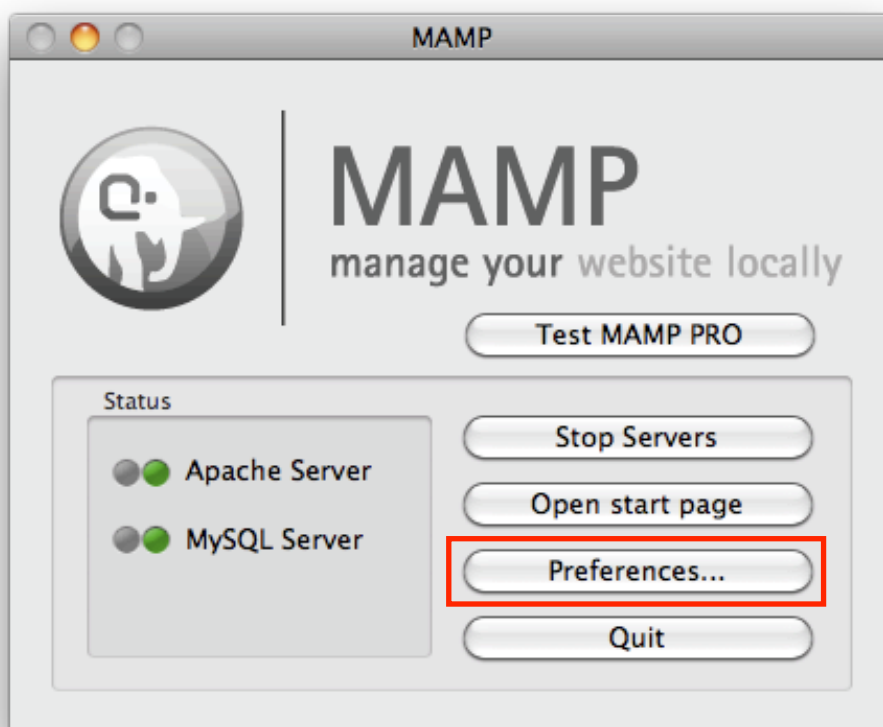 MAMP
MAMP
manage your website locally
Test MAMP PRO
Status
Apache Server
MySQL Server
Stop Servers
Open start page
Preferences...
Quit